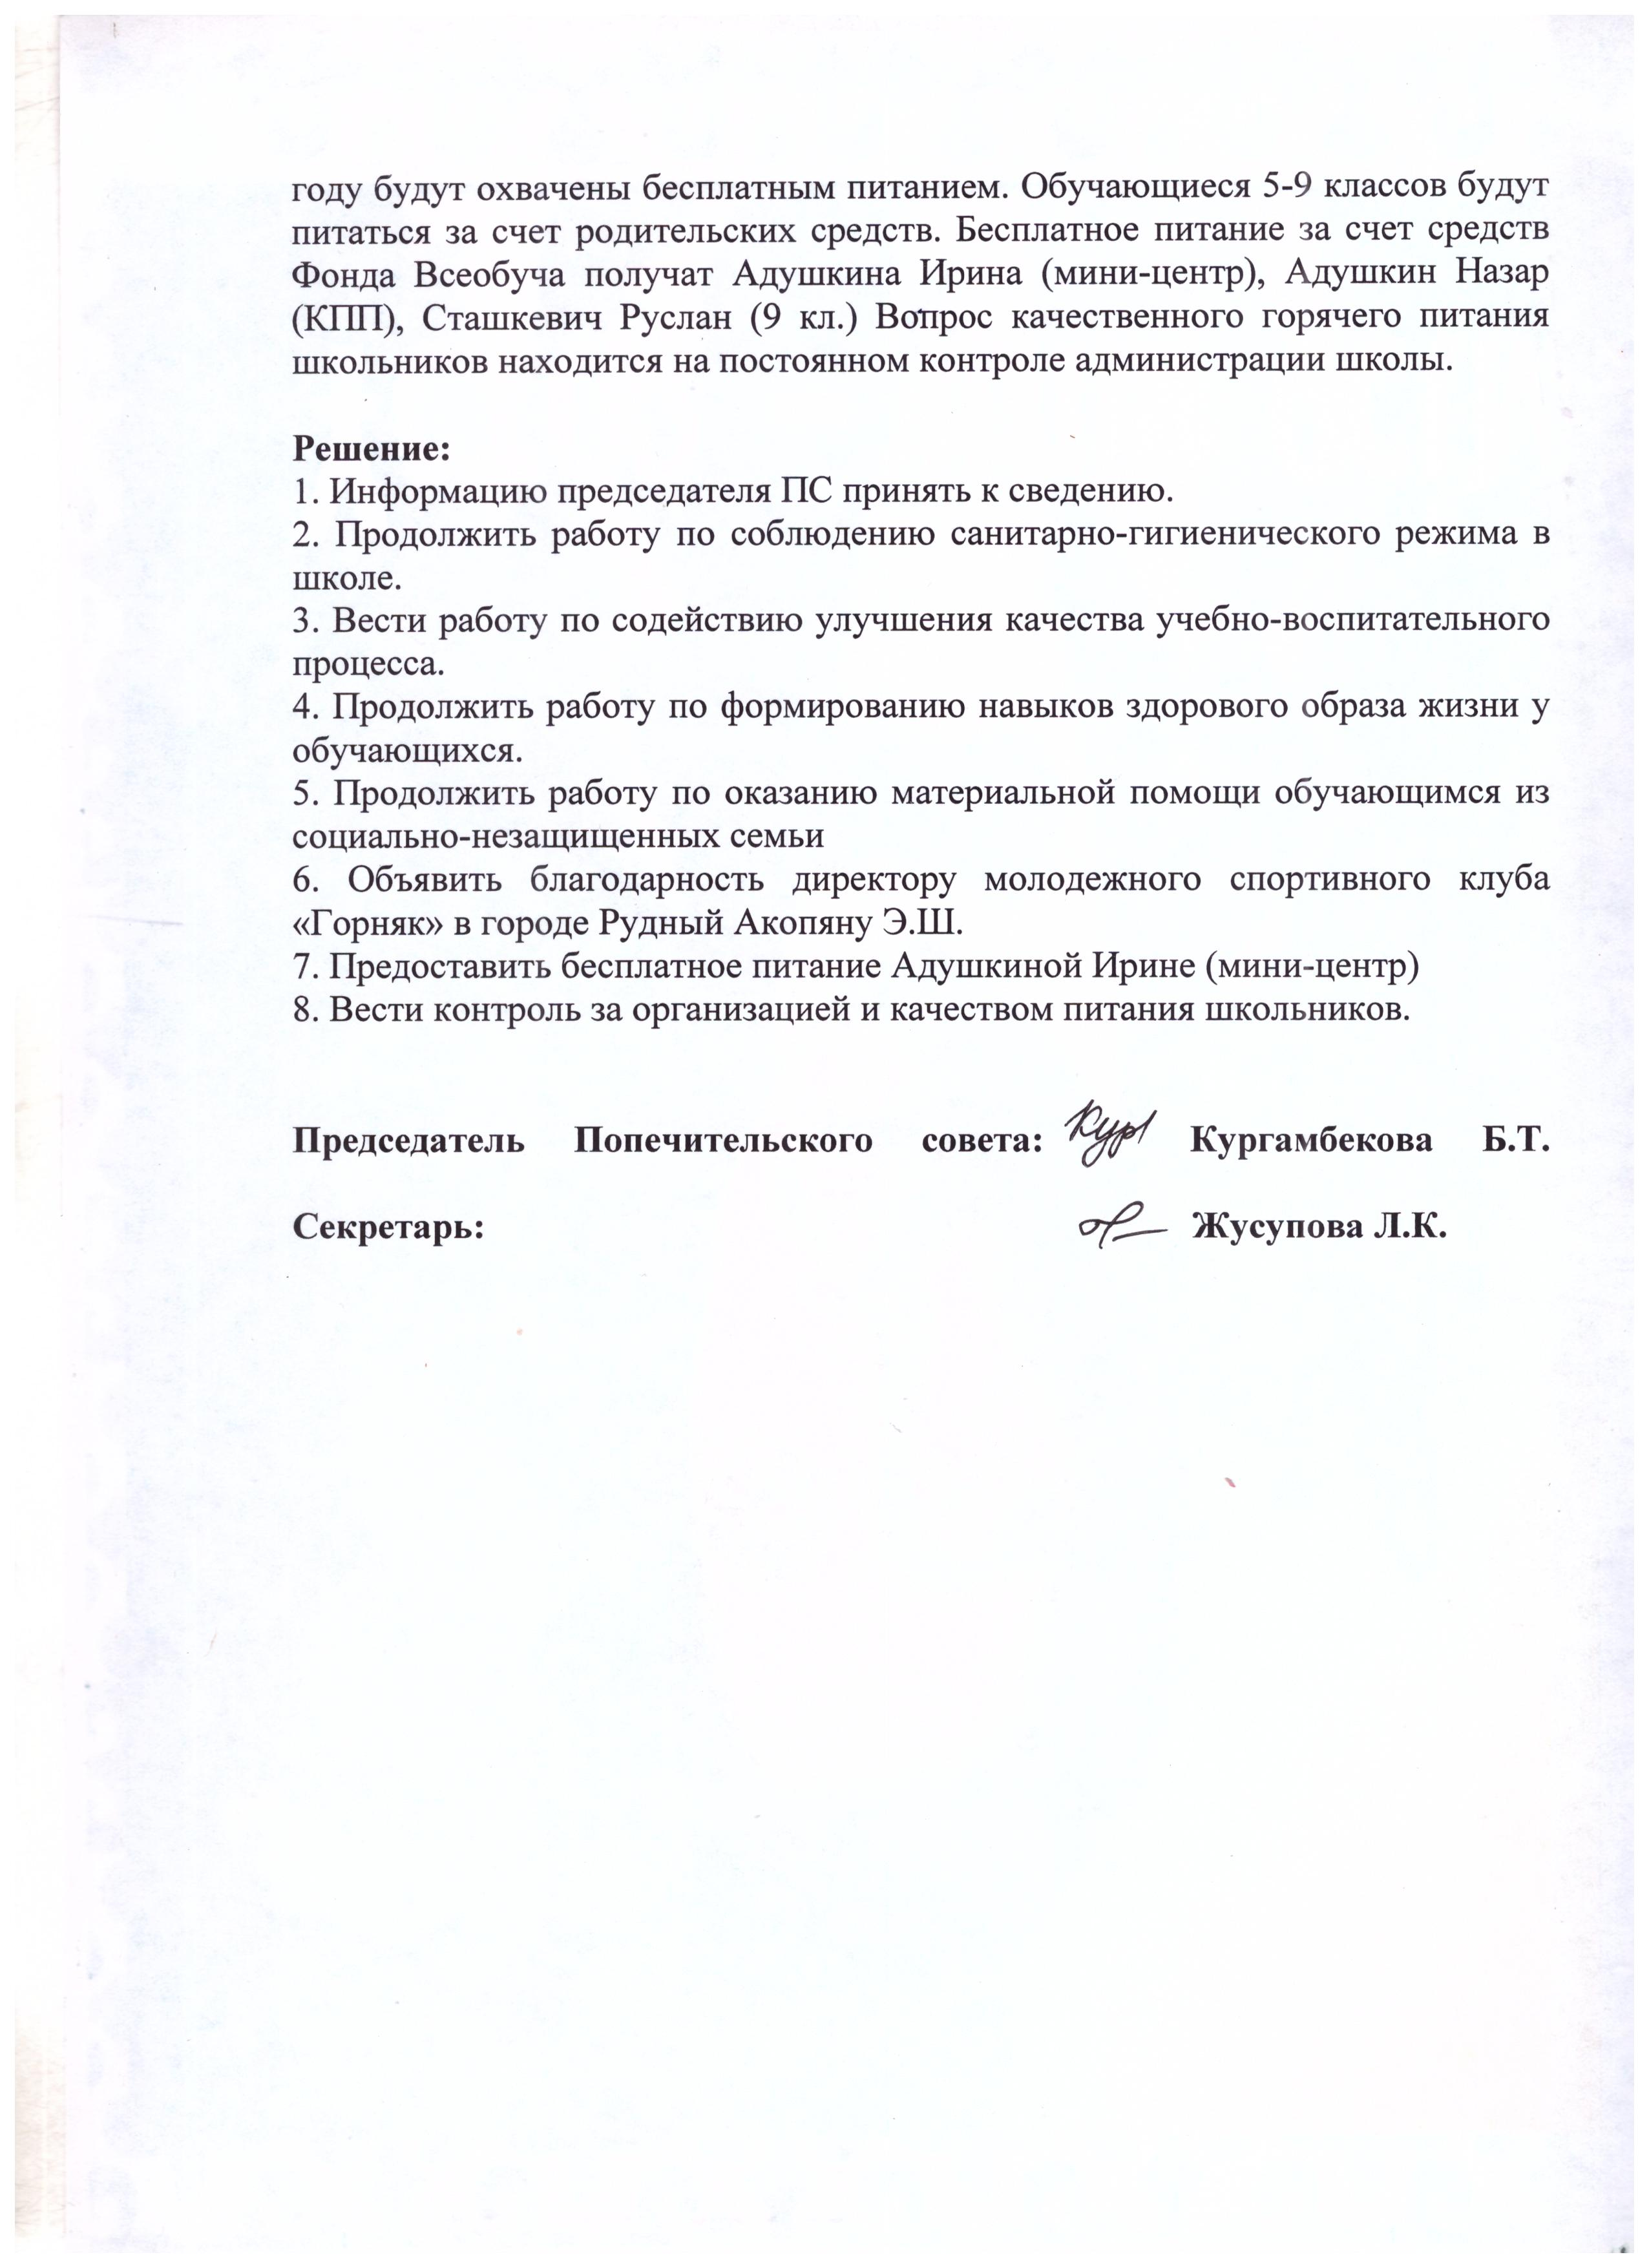 году будут охвачены бесплатным питанием. Обучающиеся 5-9 классов будут
питаться за счет родительских средств. Бесплатное питание за счет средств
Фонда Всеобуча получат Адушкина Ирина (мини-центр), Адушкин Назар
(КПП), Сташкевич Руслан (9 кл.) Вопрос качественного горячего питания
школьников находится на постоянном контроле администрации школы.
Решение:
1. Информацию председателя ПС принять к сведению.
2. Продолжить работу по соблюдению санитарно-гигиенического режима в
школе.
3. Вести работу по содействию улучшения качества учебно-воспитательного
процесса.
4. Продолжить работу по формированию навыков здорового образа жизни у
обучающихся.
5. Продолжить работу по оказанию материальной помощи обучающимся из
социально-незащищенных семьи
6. Объявить благодарность директору молодежного спортивного клуба
«Горняк» в городе Рудный Акопяну Э.Ш.
7. Предоставить бесплатное питание Адушкиной Ирине (мини-центр)
8. Вести контроль за организацией и качеством питания школьников.
Председатель Попечительского совета: Кург Кургамбекова Б.Т.
Секретарь: Жусупова Л.К.